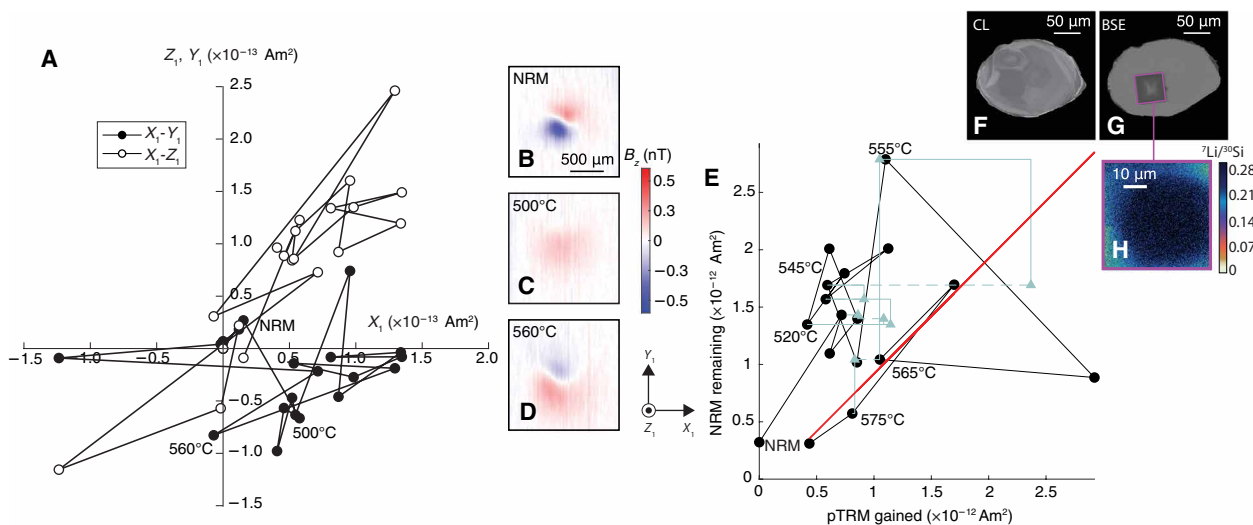 A
Z₁, Y₁ (×10⁻¹³ Am²)
2.5
2.0
1.5
1.0
0.5
−0.5
−1.0
−1.5
X₁-Y₁
X₁-Z₁
−1.5
−1.0
−0.5
0
0.5
1.0
1.5
2.0
X₁ (×10⁻¹³ Am²)
NRM
500°C
560°C
NRM
B
500 µm
500°C
C
560°C
D
B_z (nT)
0.5
0.3
0
−0.3
−0.5
Y₁
Z₁
X₁
E
NRM remaining (×10⁻¹² Am²)
2.5
2
1.5
1
0.5
0
0
0.5
1
1.5
2
2.5
pTRM gained (×10⁻¹² Am²)
555°C
545°C
520°C
565°C
575°C
NRM
CL
50 µm
F
BSE
50 µm
G
⁷Li/³⁰Si
10 µm
H
0.28
0.21
0.14
0.07
0